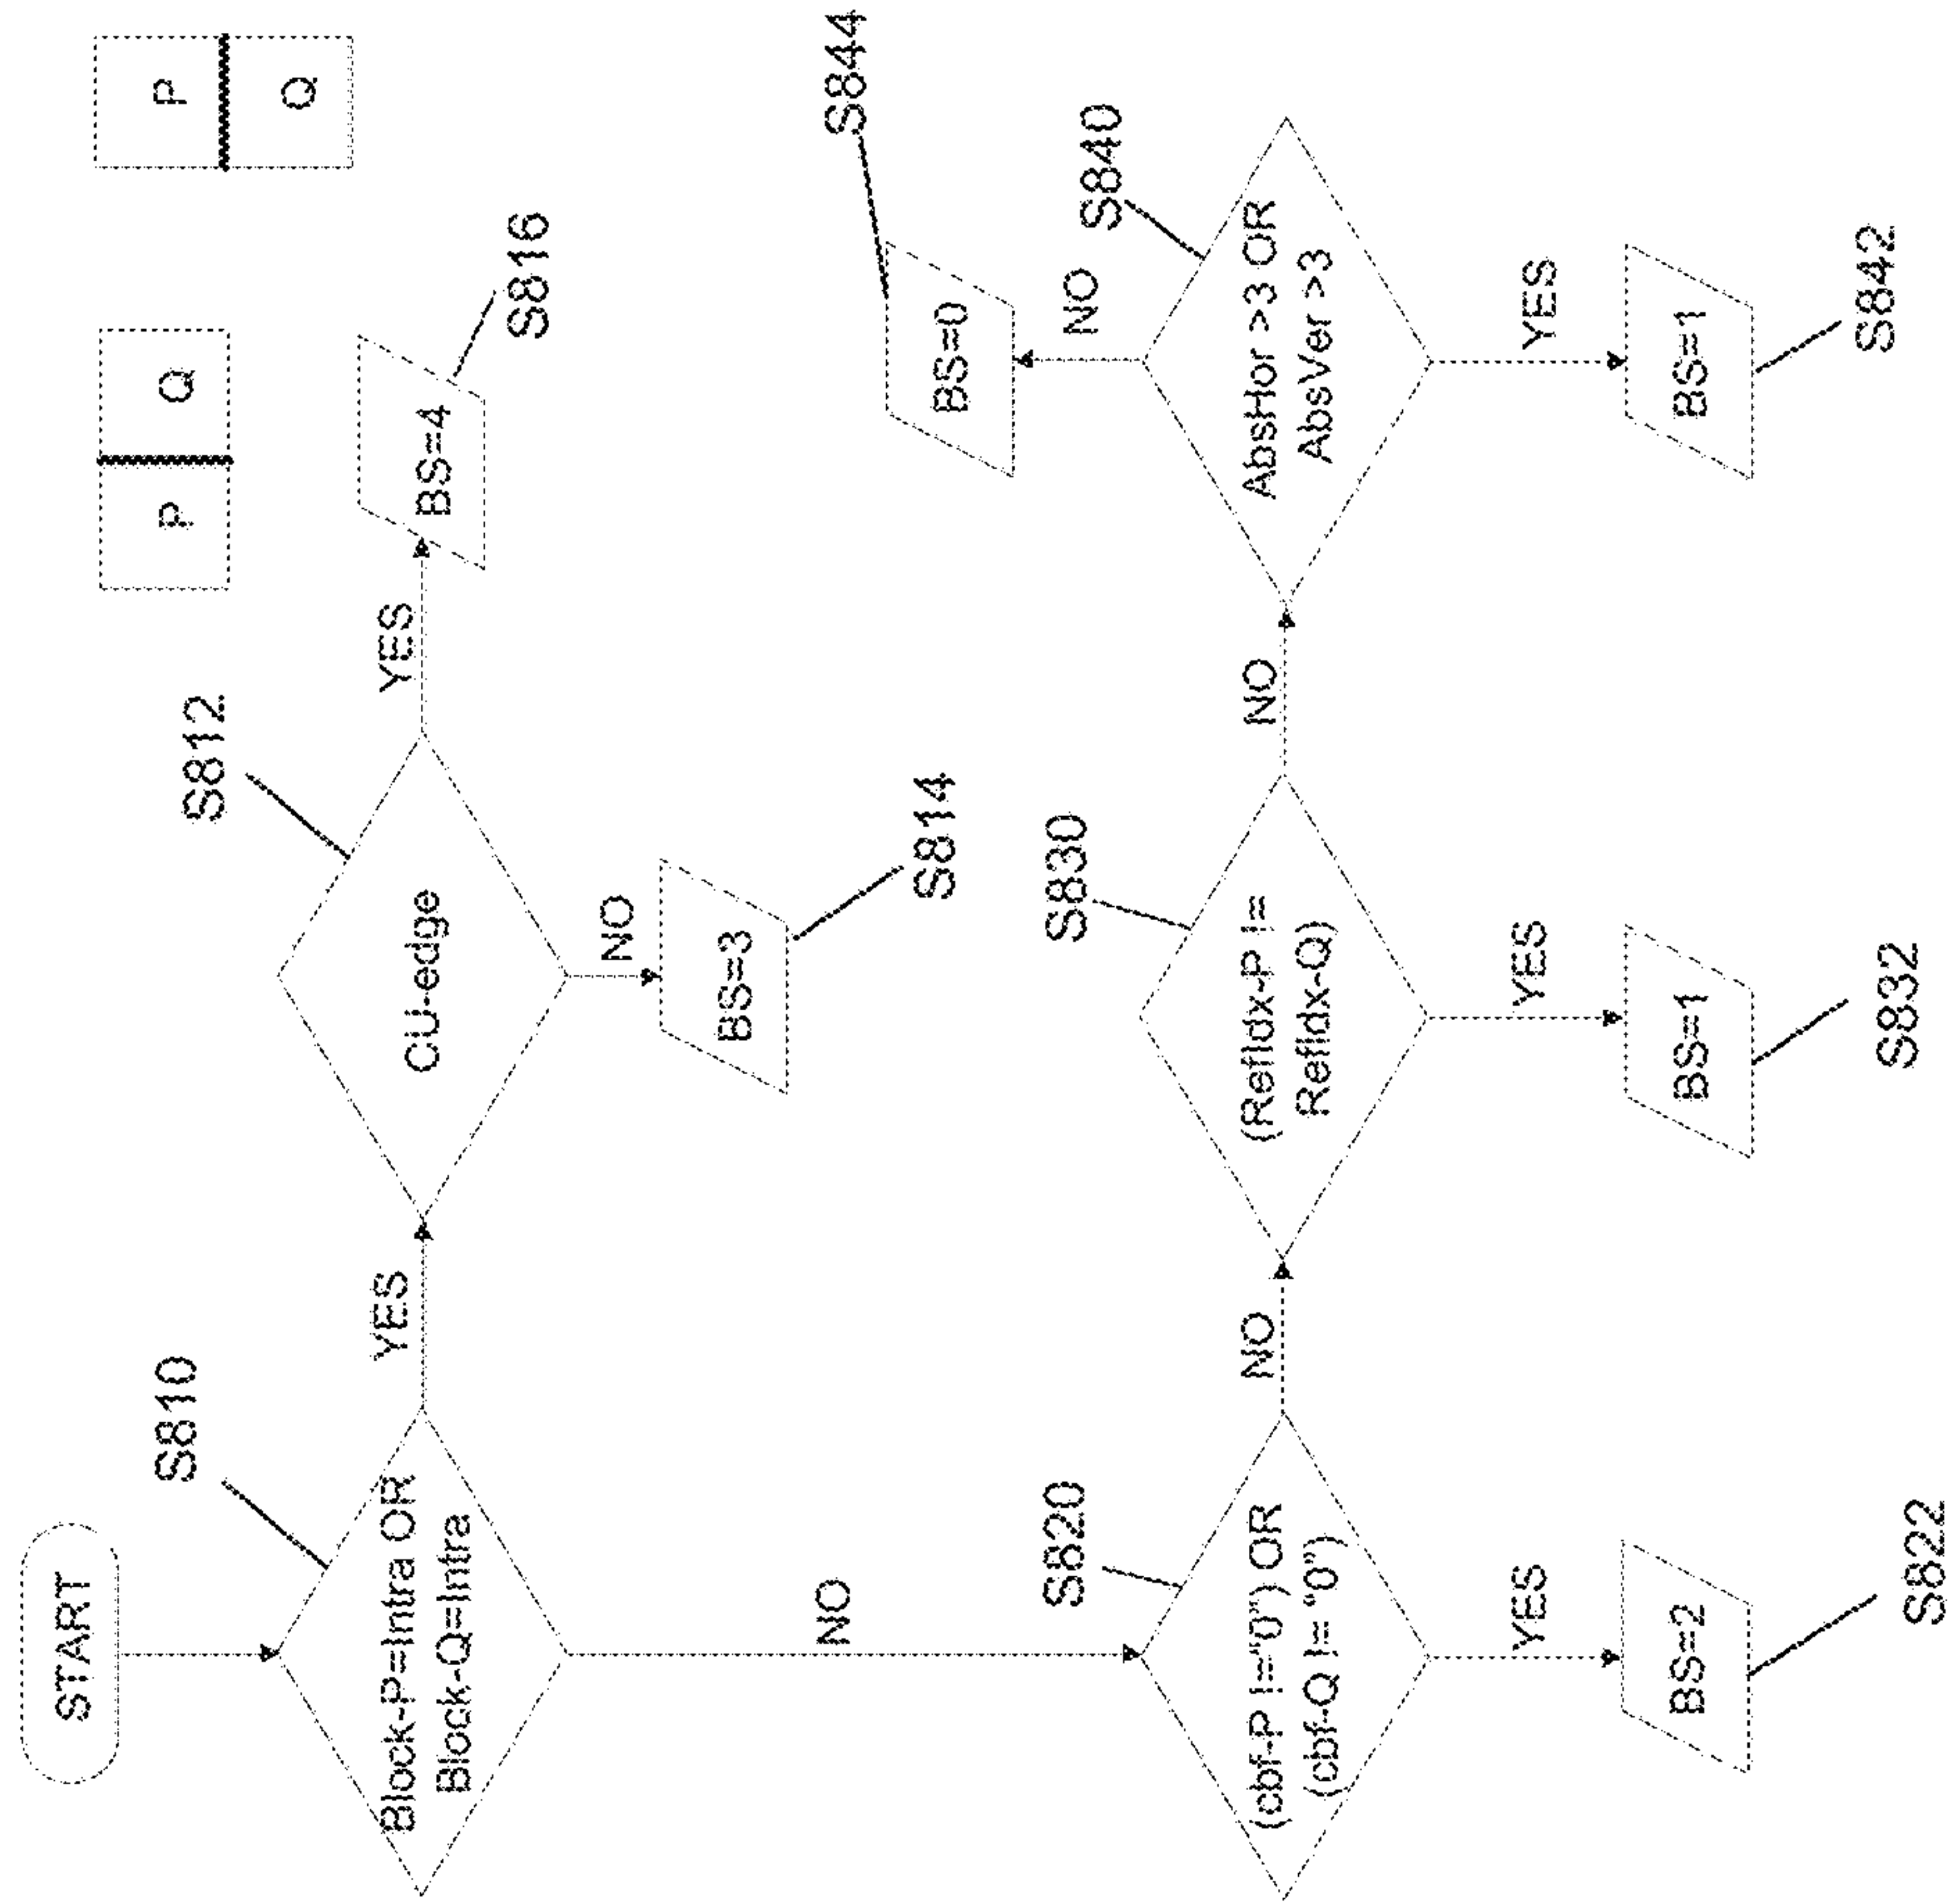 START
S810
Block-P=Intra OR
Block-Q=Intra
YES
S812
CU-edge
YES
BS=4
S816
NO
BS=3
S814
P
Q
P
Q
NO
S820
(cbf-P !="0") OR
(cbf-Q != "0")
YES
BS=2
S822
NO
S830
(RefIdx-P !=
RefIdx-Q)
YES
BS=1
S832
NO
S840
AbsHor >3 OR
AbsVer >3
NO
BS=0
S844
YES
BS=1
S842